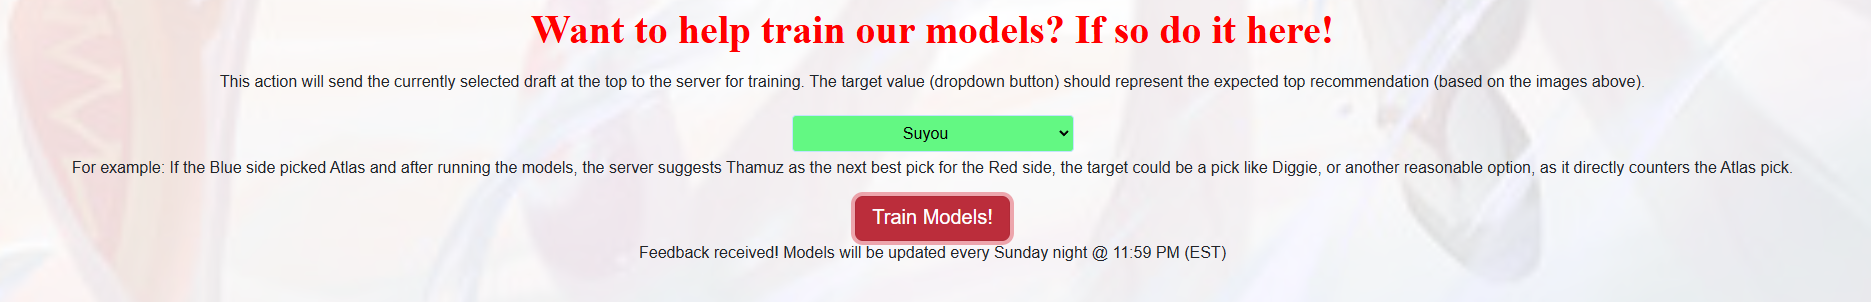 Want to help train our models? If so do it here!
This action will send the currently selected draft at the top to the server for training. The target value (dropdown button) should represent the expected top recommendation (based on the images above).
Suyou
For example: If the Blue side picked Atlas and after running the models, the server suggests Thamuz as the next best pick for the Red side, the target could be a pick like Diggie, or another reasonable option, as it directly counters the Atlas pick.
Train Models!
Feedback received! Models will be updated every Sunday night @ 11:59 PM (EST)